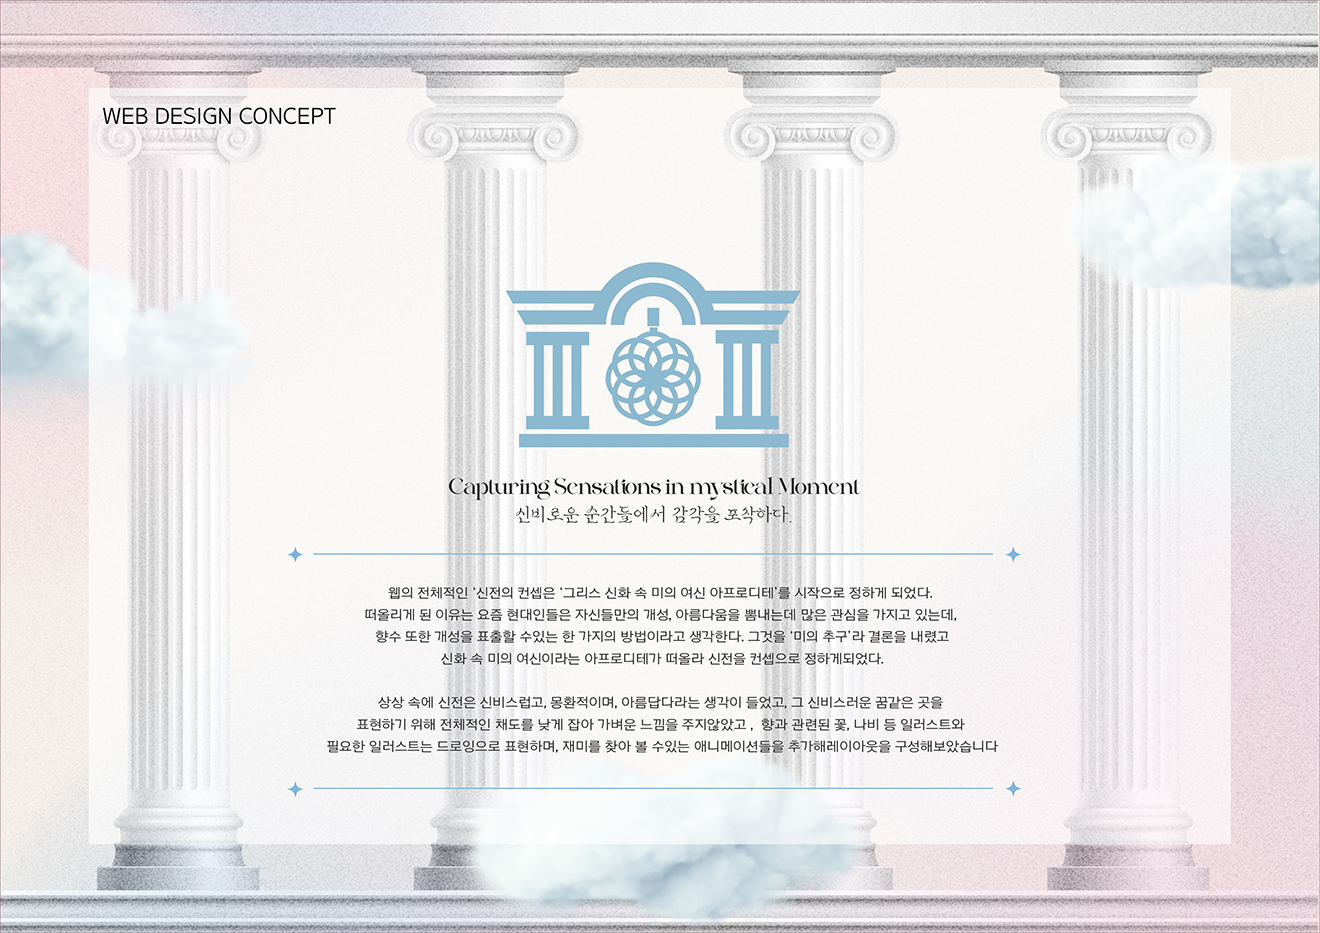 WEB DESIGN CONCEPT
Capturing Sensations in mystical Moment
신비로운 순간들에서 감각을 포착하다.
웹의 전체적인 '신전의 컨셉은 '그리스 신화 속 미의 여신 아프로디테'를 시작으로 정하게 되었다.
떠올리게 된 이유는 요즘 현대인들은 자신들만의 개성, 아름다움을 뽐내는데 많은 관심을 가지고 있는데,
향수 또한 개성을 표출할 수있는 한 가지의 방법이라고 생각한다. 그것을 '미의 추구'라 결론을 내렸고
신화 속 미의 여신이라는 아프로디테가 떠올라 신전을 컨셉으로 정하게되었다.
상상 속에 신전은 신비스럽고, 몽환적이며, 아름답다라는 생각이 들었고, 그 신비스러운 꿈같은 곳을
표현하기 위해 전체적인 채도를 낮게 잡아 가벼운 느낌을 주지않았고 , 향과 관련된 꽃, 나비 등 일러스트와
필요한 일러스트는 드로잉으로 표현하며, 재미를 찾아 볼 수있는 애니메이션들을 추가해레이아웃을 구성해보았습니다